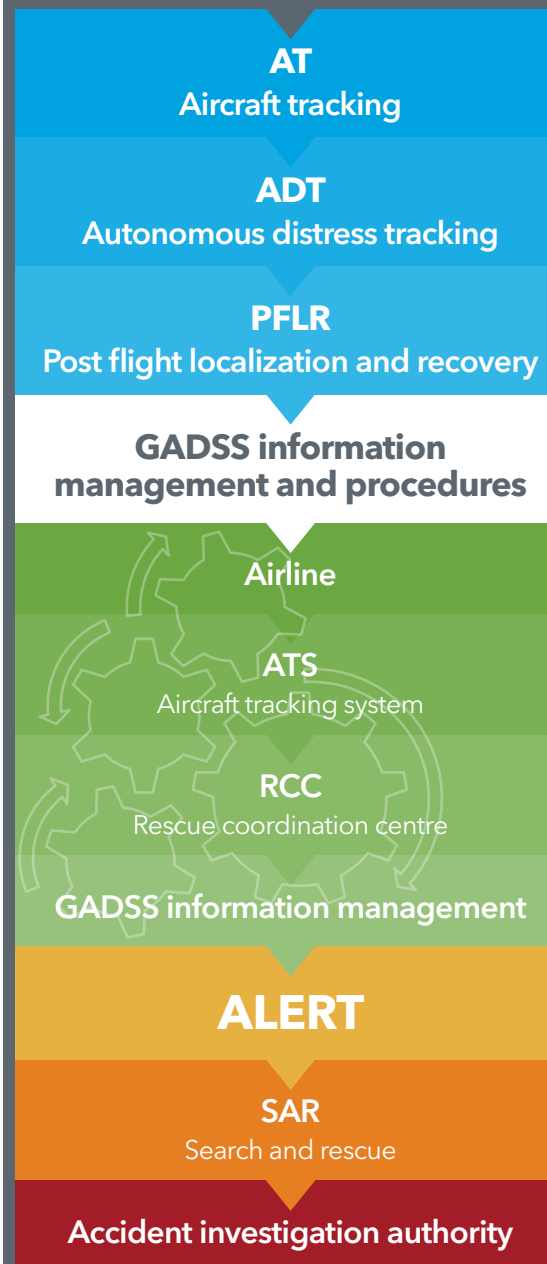 AT
Aircraft tracking
ADT
Autonomous distress tracking
PFLR
Post flight localization and recovery
GADSS information
management and procedures
Airline
ATS
Aircraft tracking system
RCC
Rescue coordination centre
GADSS information management
ALERT
SAR
Search and rescue
Accident investigation authority